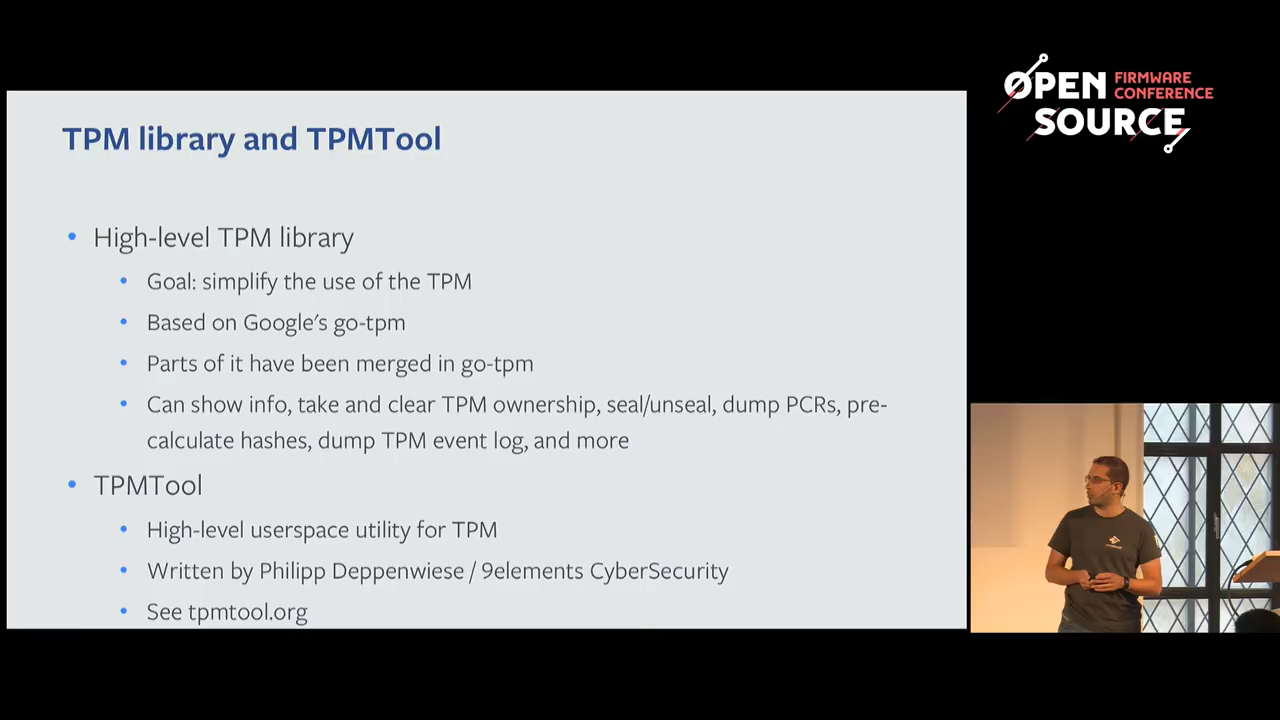 TPM library and TPMTool
High-level TPM library
Goal: simplify the use of the TPM
Based on Google's go-tpm
Parts of it have been merged in go-tpm
Can show info, take and clear TPM ownership, seal/unseal, dump PCRs, pre-
calculate hashes, dump TPM event log, and more
TPMTool
High-level userspace utility for TPM
Written by Philipp Deppenwiese / 9elements CyberSecurity
See tpmtool.org
OPEN FIRMWARE
CONFERENCE
SOURCE